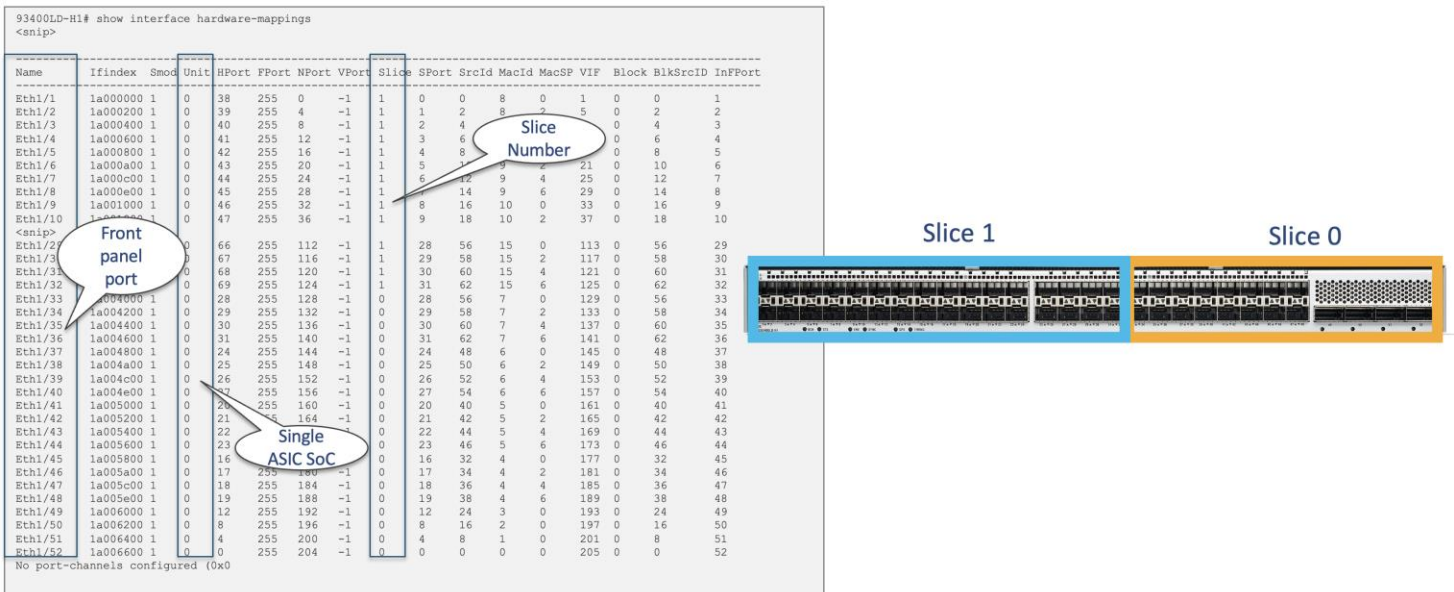 93400LD-H1# show interface hardware-mappings
<snip>
Name Ifindex Smod Unit HPort FPort NPort VPort Slice SPort SrcId MacId MacSP VIF Block BlkSrcID InFPort
Eth1/1 1a000000 1 0 38 255 0 -1 1 0 0 8 0 1 0 0 1
Eth1/2 1a000200 1 0 39 255 4 -1 1 1 2 8 2 5 0 2 2
Eth1/3 1a000400 1 0 40 255 8 -1 1 2 4 0 4 3
Eth1/4 1a000600 1 0 41 255 12 -1 1 3 6 0 6 4
Eth1/5 1a000800 1 0 42 255 16 -1 1 4 8 0 8 5
Eth1/6 1a000a00 1 0 43 255 20 -1 1 5 21 0 10 6
Eth1/7 1a000c00 1 0 44 255 24 -1 1 6 12 9 4 25 0 12 7
Eth1/8 1a000e00 1 0 45 255 28 -1 1 14 9 6 29 0 14 8
Eth1/9 1a001000 1 0 46 255 32 -1 1 8 16 10 0 33 0 16 9
Eth1/10 0 47 255 36 -1 1 9 18 10 2 37 0 18 10
<snip>
0 66 255 112 -1 1 28 56 15 0 113 0 56 29
0 67 255 116 -1 1 29 58 15 2 117 0 58 30
0 68 255 120 -1 1 30 60 15 4 121 0 60 31
Eth1/32 0 69 255 124 -1 1 31 62 15 6 125 0 62 32
Eth1/33 1a004000 1 0 28 255 128 -1 0 28 56 7 0 129 0 56 33
Eth1/34 1a004200 1 0 29 255 132 -1 0 29 58 7 2 133 0 58 34
Eth1/35 1a004400 1 0 30 255 136 -1 0 30 60 7 4 137 0 60 35
Eth1/36 1a004600 1 0 31 255 140 -1 0 31 62 7 6 141 0 62 36
Eth1/37 1a004800 1 0 24 255 144 -1 0 24 48 6 0 145 0 48 37
Eth1/38 1a004a00 1 0 25 255 148 -1 0 25 50 6 2 149 0 50 38
Eth1/39 1a004c00 1 0 26 255 152 -1 0 26 52 6 4 153 0 52 39
Eth1/40 1a004e00 1 0 255 156 -1 0 27 54 6 6 157 0 54 40
Eth1/41 1a005000 1 0 20 255 160 -1 0 20 40 5 0 161 0 40 41
Eth1/42 1a005200 1 0 21 164 -1 0 21 42 5 2 165 0 42 42
Eth1/43 1a005400 1 0 22 0 22 44 5 4 169 0 44 43
Eth1/44 1a005600 1 0 23 0 23 46 5 6 173 0 46 44
Eth1/45 1a005800 1 0 16 0 16 32 4 0 177 0 32 45
Eth1/46 1a005a00 1 0 17 255 180 -1 0 17 34 4 2 181 0 34 46
Eth1/47 1a005c00 1 0 18 255 184 -1 0 18 36 4 4 185 0 36 47
Eth1/48 1a005e00 1 0 19 255 188 -1 0 19 38 4 6 189 0 38 48
Eth1/49 1a006000 1 0 12 255 192 -1 0 12 24 3 0 193 0 24 49
Eth1/50 1a006200 1 0 8 255 196 -1 0 8 16 2 0 197 0 16 50
Eth1/51 1a006400 1 0 4 255 200 -1 0 4 8 1 0 201 0 8 51
Eth1/52 1a006600 1 0 0 255 204 -1 0 0 0 0 0 205 0 0 52
No port-channels configured (0x0
Slice
Number
Front
panel
port
Single
ASIC SoC
Slice 1
Slice 0